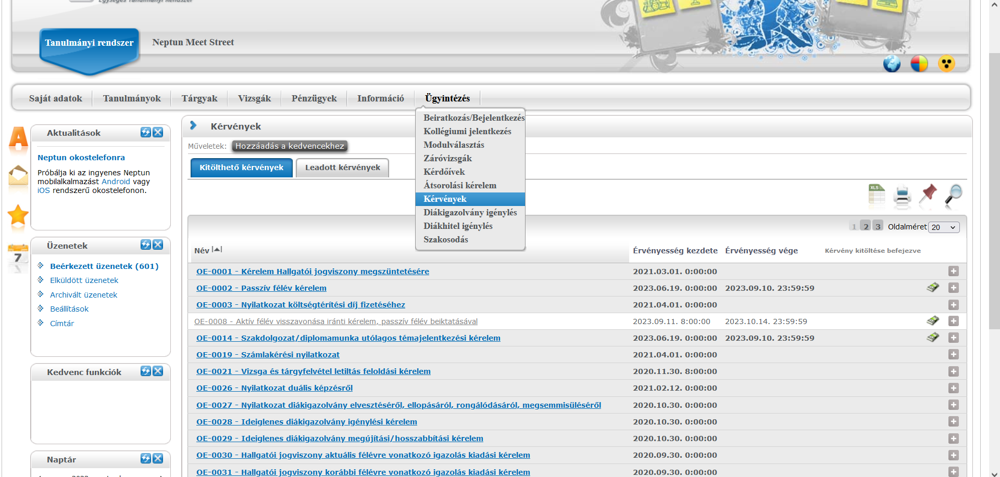 Egységes Tanulmányi Rendszer
Tanulmányi rendszer
Neptun Meet Street
Saját adatok
Tanulmányok
Tárgyak
Vizsgák
Pénzügyek
Információ
Ügyintézés
Beiratkozás/Bejelentkezés
Kollégiumi jelentkezés
Modulválasztás
Záróvizsgák
Kérdőívek
Átsorolási kérelem
Kérvények
Diákigazolvány igénylés
Diákhitel igénylés
Szakosodás
Aktualitások
Neptun okostelefonra
Próbálja ki az ingyenes Neptun
mobilalkalmazást Android vagy
iOS rendszerű okostelefonon.
Üzenetek
Beérkezett üzenetek (601)
Elküldött üzenetek
Archivált üzenetek
Beállítások
Címtár
Kedvenc funkciók
Naptár
7
Kérvények
Műveletek: Hozzáadás a kedvencekhez
Kitölthető kérvények
Leadott kérvények
XLS
1 2 3 Oldalméret 20
Név Érvényesség kezdete Érvényesség vége Kérvény kitöltése befejezve
OE-0001 - Kérelem Hallgatói jogviszony megszüntetésére 2021.03.01. 0:00:00
OE-0002 - Passzív félév kérelem 2023.06.19. 0:00:00 2023.09.10. 23:59:59
OE-0003 - Nyilatkozat költségtérítési díj fizetéséhez 2021.04.01. 0:00:00
OE-0008 - Aktív félév visszavonása iránti kérelem, passzív félév beiktatásával 2023.09.11. 8:00:00 2023.10.14. 23:59:59
OE-0014 - Szakdolgozat/diplomamunka utólagos témajelentkezési kérelem 2023.06.19. 0:00:00 2023.09.10. 23:59:59
OE-0019 - Számlakérési nyilatkozat 2021.04.01. 0:00:00
OE-0021 - Vizsga és tárgyfelvétel letiltás feloldási kérelem 2020.11.30. 8:00:00
OE-0026 - Nyilatkozat duális képzésről 2021.02.12. 0:00:00
OE-0027 - Nyilatkozat diákigazolvány elvesztéséről, ellopásáról, rongálódásáról, megsemmisüléséről 2020.10.30. 0:00:00
OE-0028 - Ideiglenes diákigazolvány igénylési kérelem 2020.10.30. 0:00:00
OE-0029 - Ideiglenes diákigazolvány megújítási/hosszabbítási kérelem 2020.10.30. 0:00:00
OE-0030 - Hallgatói jogviszony aktuális félévre vonatkozó igazolás kiadási kérelem 2020.09.30. 0:00:00
OE-0031 - Hallgatói jogviszony korábbi félévre vonatkozó igazolás kiadási kérelem 2020.09.30. 0:00:00